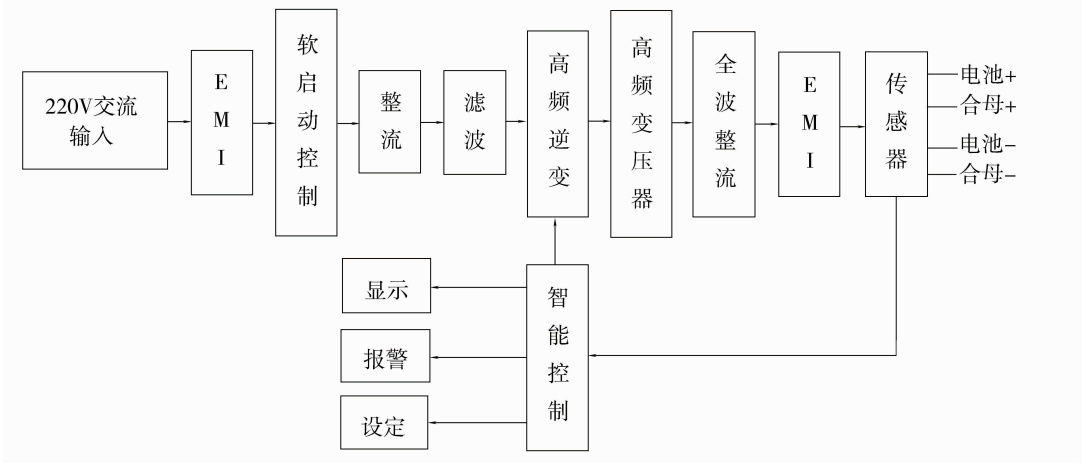 220V交流
输入
EMI
软启动控制
整流
滤波
高频逆变
高频变压器
全波整流
EMI
传感器
电池+
合母+
电池-
合母-
显示
报警
设定
智能控制